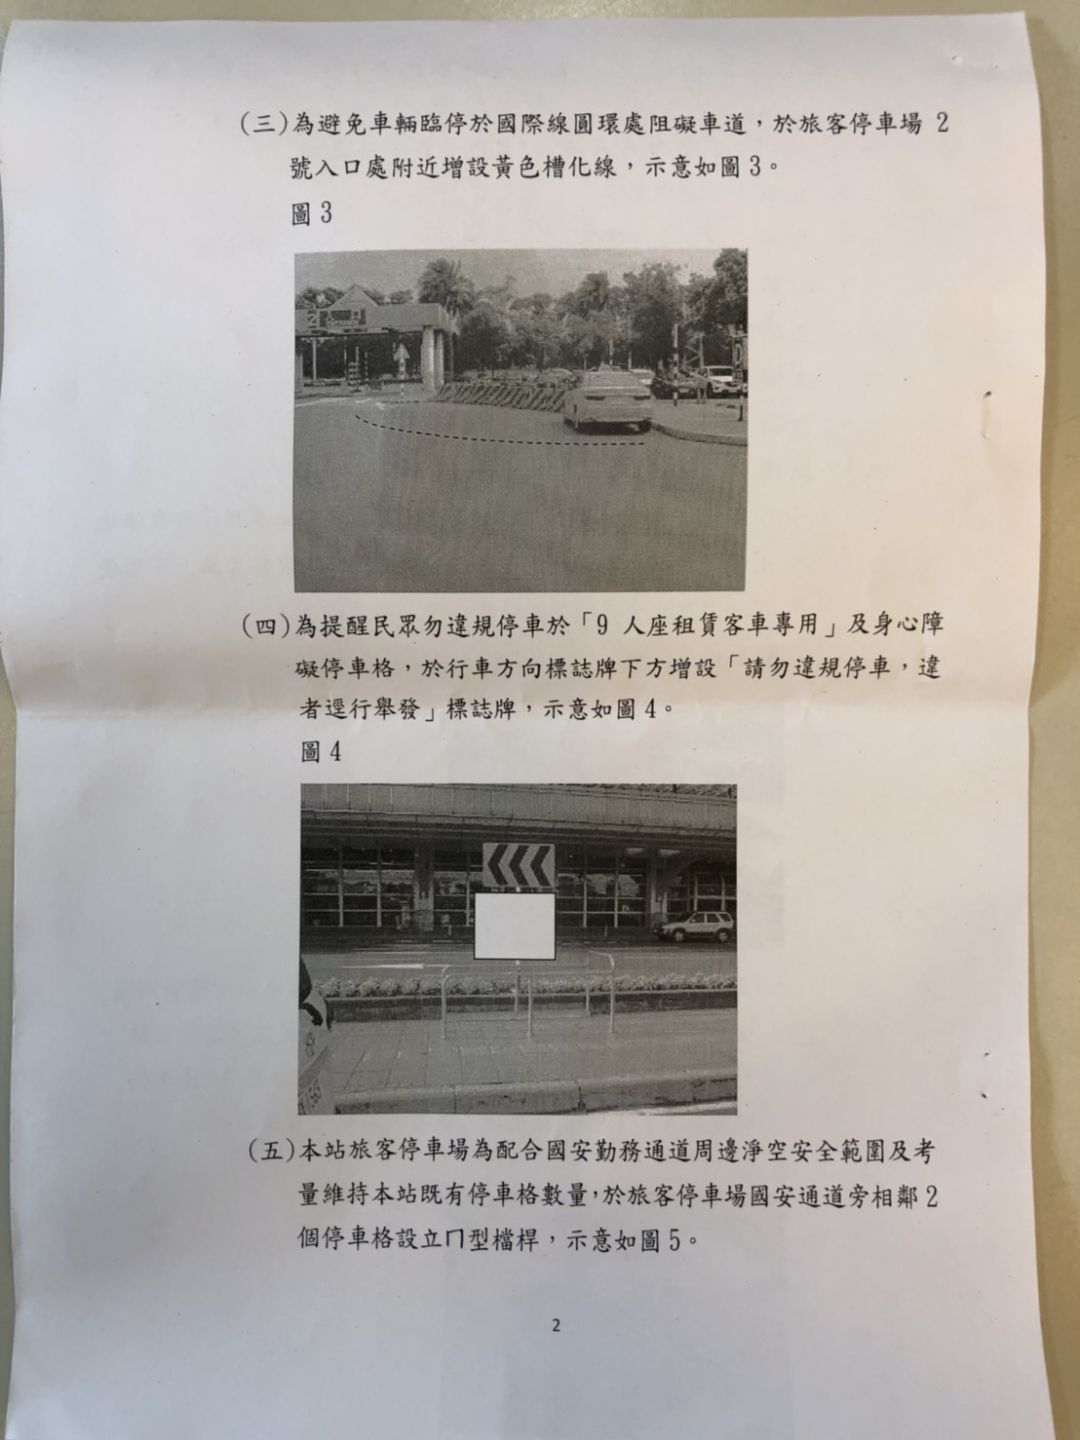 (三)為避免車輛臨停於國際線圓環處阻礙車道，於旅客停車場 2
號入口處附近增設黃色槽化線，示意如圖3。
圖 3
2
(四)為提醒民眾勿違規停車於「9 人座租賃客車專用」及身心障
礙停車格，於行車方向標誌牌下方增設「請勿違規停車，違
者逕行舉發」標誌牌，示意如圖4。
圖 4
(五)本站旅客停車場為配合國安勤務通道周邊淨空安全範圍及考
量維持本站既有停車格數量，於旅客停車場國安通道旁相鄰2
個停車格設立ㄇ型檔桿，示意如圖5。
2